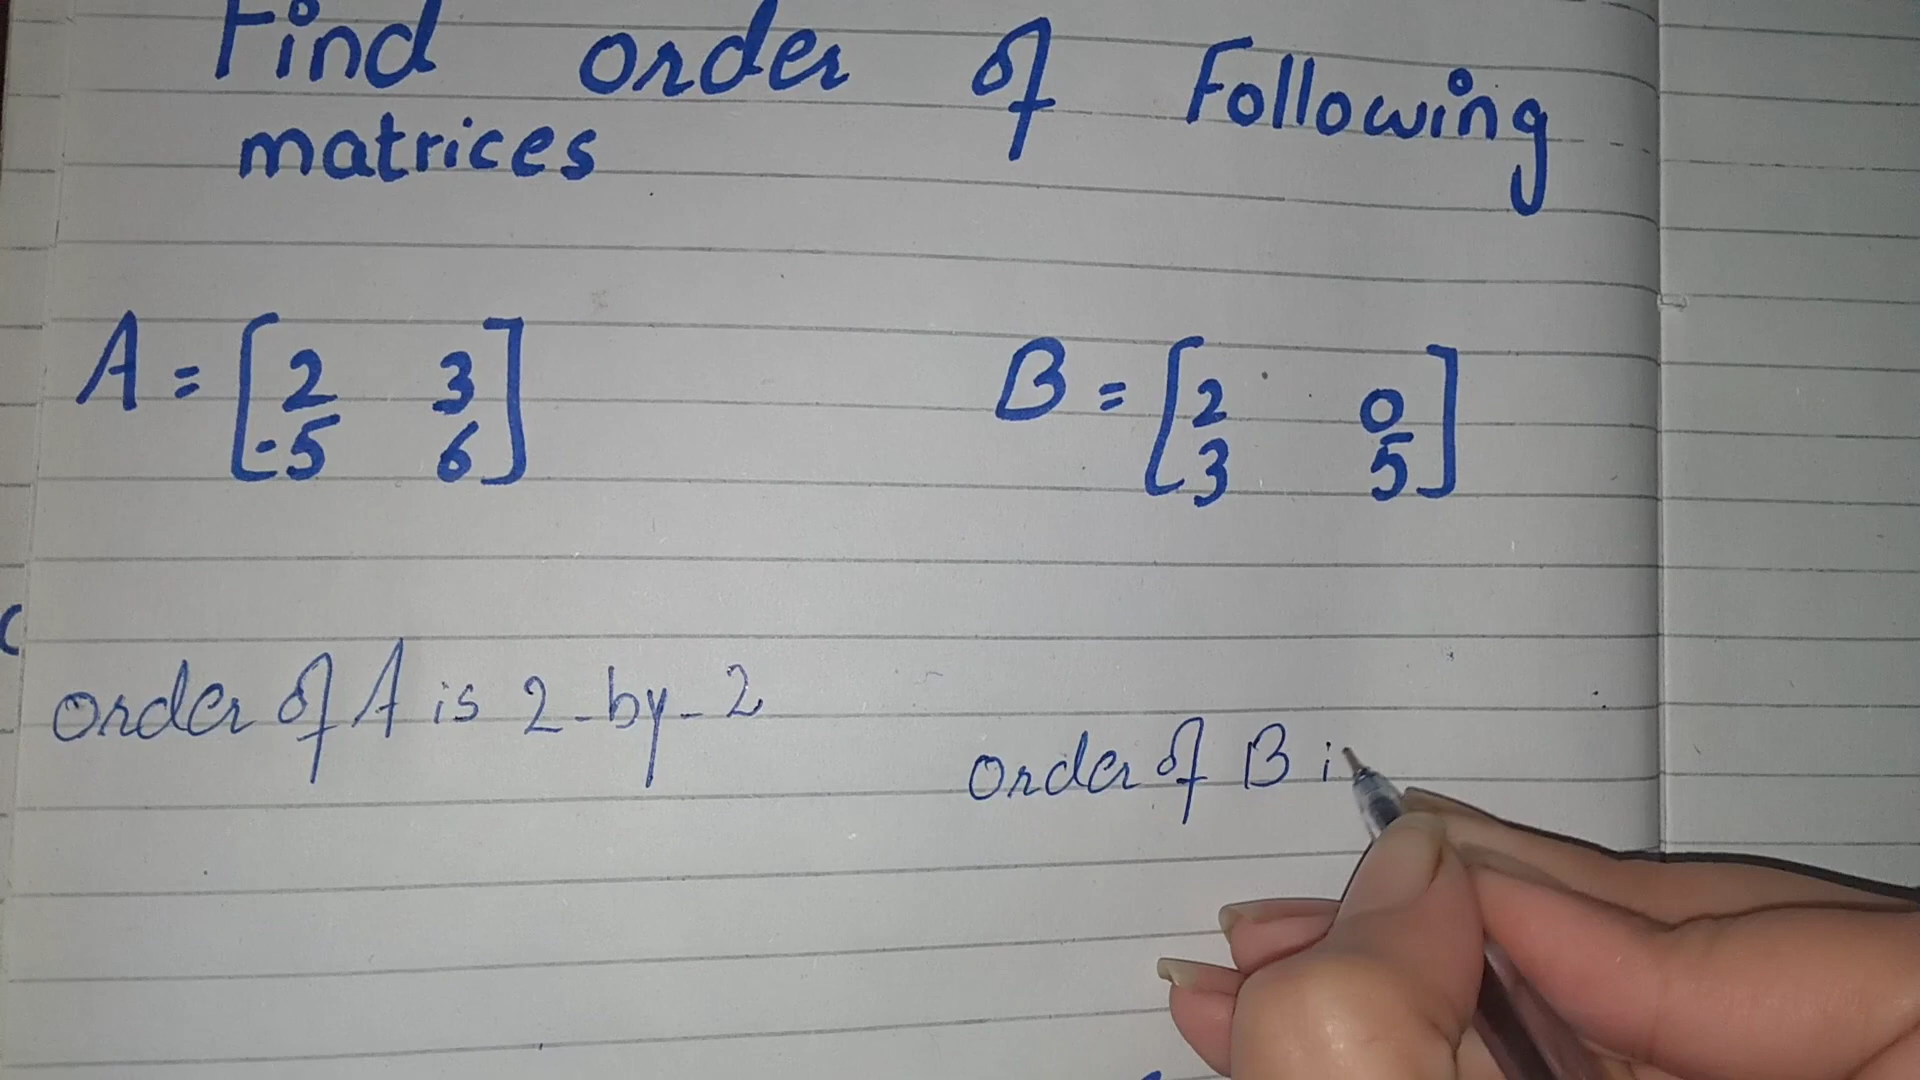 Find order of Following
matrices
A = [2 3
-5 6]
B = [2 0
3 5]
order of A is 2-by-2
order of B i